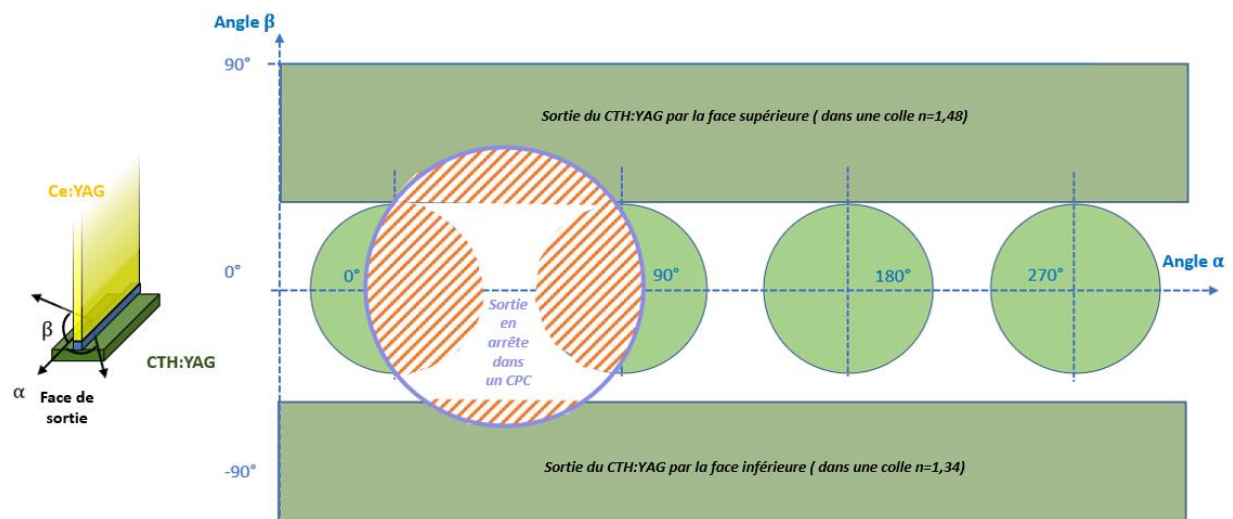 Angle β
90°
Sortie du CTH:YAG par la face supérieure ( dans une colle n=1,48)
Ce:YAG
0°
0°
90°
180°
270°
Angle α
Sortie
en
arrête
dans
un CPC
β
CTH:YAG
α
Face de
sortie
-90°
Sortie du CTH:YAG par la face inférieure ( dans une colle n=1,34)